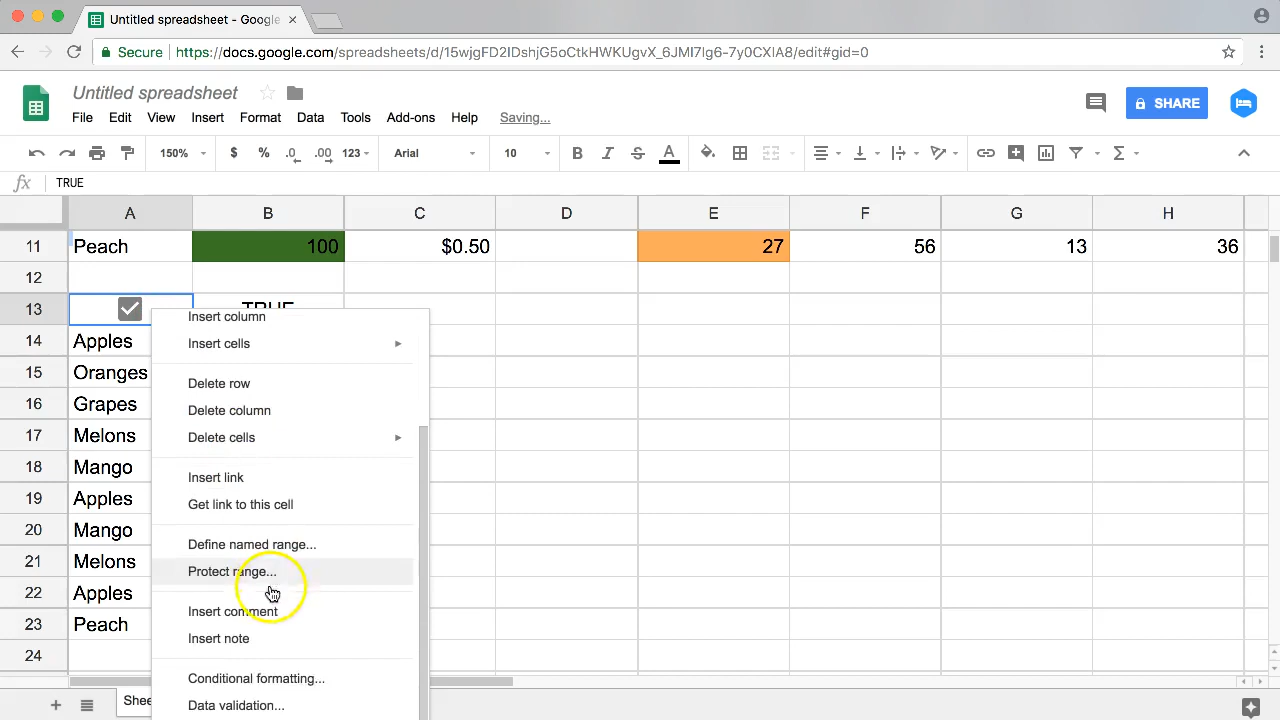 Untitled spreadsheet - Google
Secure https://docs.google.com/spreadsheets/d/15wjgFD2IDshjG5oCtkHWKUgvX_6JMI7lg6-7y0CXIA8/edit#gid=0
Untitled spreadsheet
SHARE
File Edit View Insert Format Data Tools Add-ons Help Saving...
150% $ % .0 .00 123 Arial 10 B I S A Σ
fx TRUE
A B C D E F G H
11 Peach 100 $0.50 27 56 13 36
12
13 TRUE
Insert column
14 Apples
Insert cells
15 Oranges
Delete row
16 Grapes
Delete column
17 Melons
Delete cells
18 Mango
Insert link
19 Apples
Get link to this cell
20 Mango
Define named range...
21 Melons
Protect range...
22 Apples
Insert comment
23 Peach
Insert note
24
Conditional formatting...
Shee
Data validation...